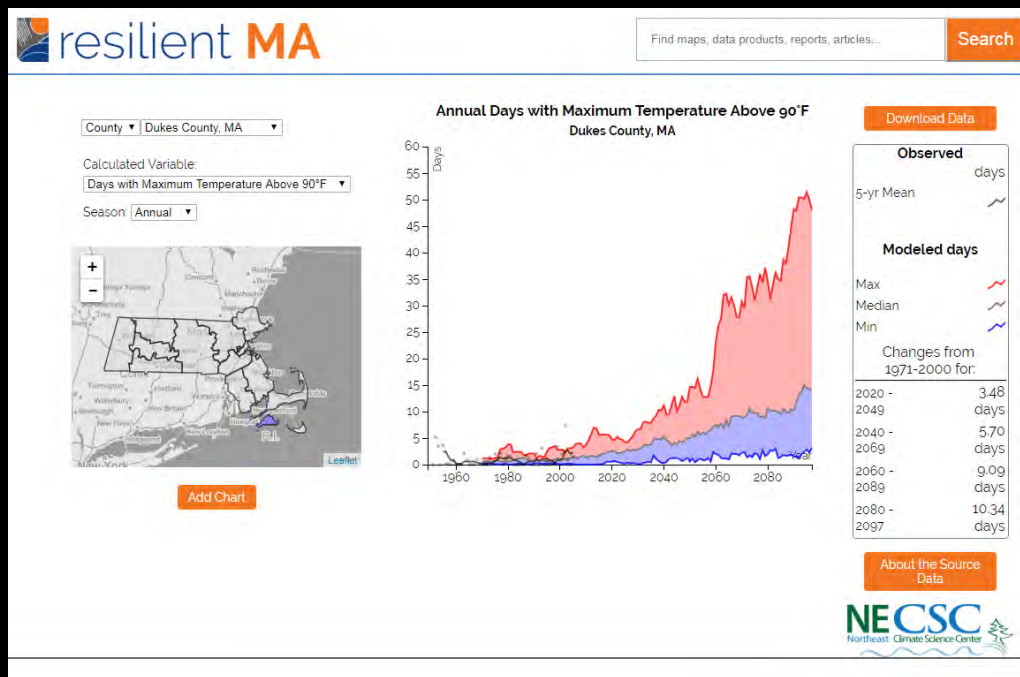 resilient MA
Find maps, data products, reports, articles...
Search
County
Dukes County, MA
Calculated Variable:
Days with Maximum Temperature Above 90°F
Season:
Annual
+
−
Leaflet
Add Chart
Annual Days with Maximum Temperature Above 90°F
Dukes County, MA
Days
60
55
50
45
40
35
30
25
20
15
10
5
0
1960
1980
2000
2020
2040
2060
2080
Download Data
Observed
days
5-yr Mean
Modeled days
Max
Median
Min
Changes from
1971-2000 for:
2020 - 3.48
2049 days
2040 - 5.70
2069 days
2060 - 9.09
2089 days
2080 - 10.34
2097 days
About the Source
Data
NECSC
Northeast Climate Science Center